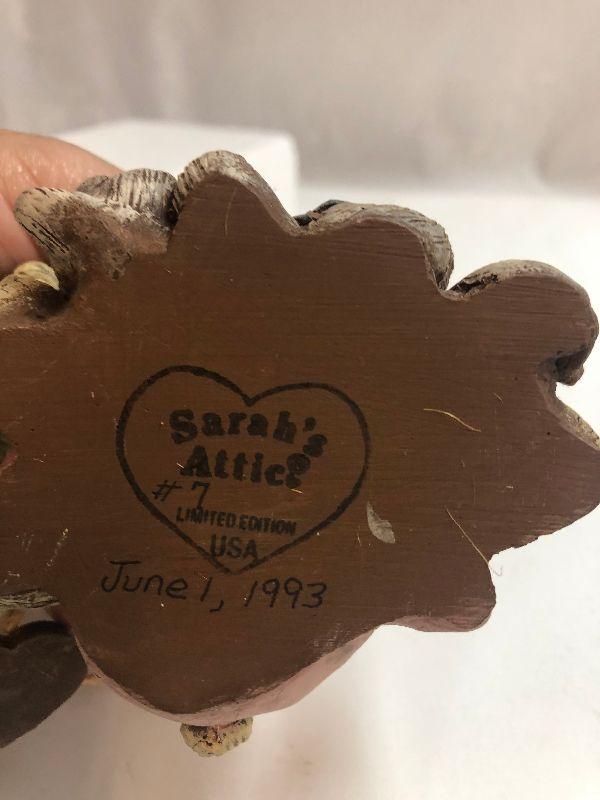 Sarah's
Attic®
# 7
LIMITED EDITION
USA
June 1, 1993